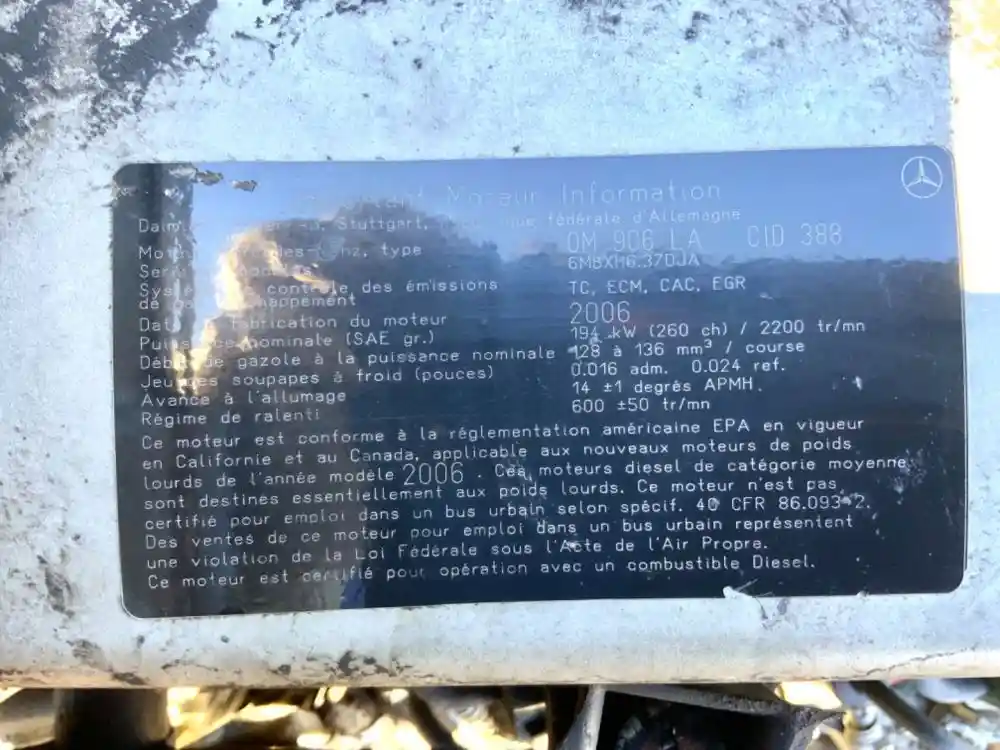 Moteur Information
Stuttgart, fédérale d'Allemagne
type OM 906 LA CID 388
6MBXH6.37DJA
contrôle des émissions TC, ECM, CAC, EGR
de
fabrication du moteur 2006
nominale (SAE gr.) 194 kW (260 ch) / 2200 tr/mn
de gazole à la puissance nominale 128 à 136 mm³ / course
Jeu des soupapes à froid (pouces) 0.016 adm. 0.024 ref.
Avance à l'allumage 14 ±1 degrés APMH.
Régime de ralenti 600 ±50 tr/mn
Ce moteur est conforme à la réglementation américaine EPA en vigueur
en Californie et au Canada, applicable aux nouveaux moteurs de poids
lourds de l'année modèle 2006. Ces moteurs diesel de catégorie moyenne
sont destinés essentiellement aux poids lourds. Ce moteur n'est pas
certifié pour emploi dans un bus urbain selon spécif. 40 CFR 86.093-2.
Des ventes de ce moteur pour emploi dans un bus urbain représentent
une violation de la Loi Fédérale sous l'Acte de l'Air Propre.
Ce moteur est certifié pour opération avec un combustible Diesel.